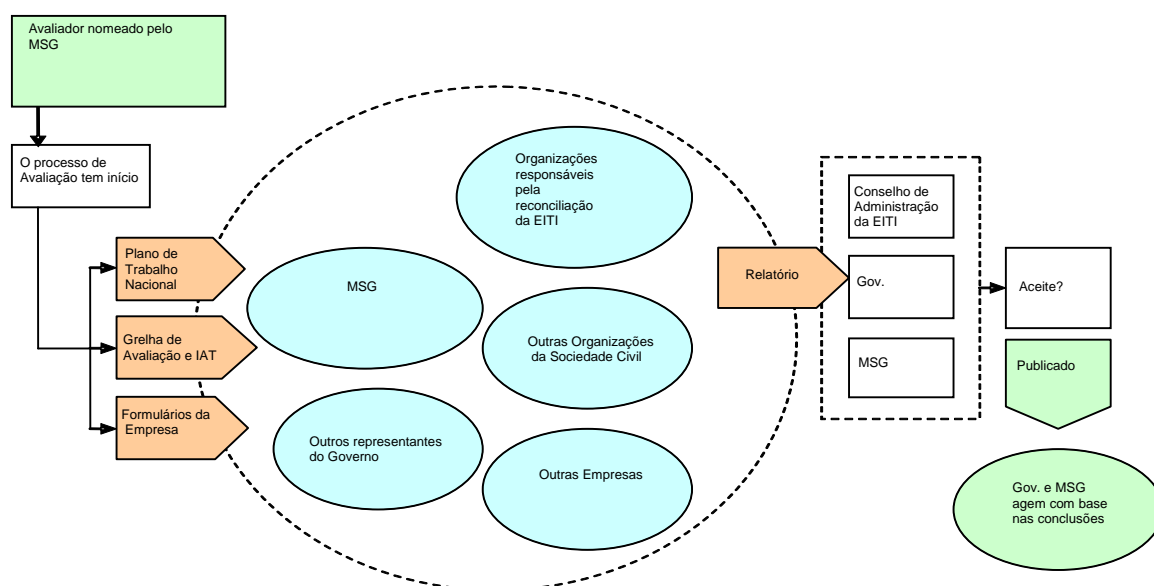 Avaliador nomeado pelo
MSG
O processo de
Avaliação tem início
Plano de
Trabalho
Nacional
Grelha de
Avaliação e IAT
Formulários da
Empresa
Organizações
responsáveis
pela
reconciliação
da EITI
MSG
Outras Organizações
da Sociedade Civil
Outros representantes
do Governo
Outras Empresas
Relatório
Conselho de
Administração
da EITI
Gov.
MSG
Aceite?
Publicado
Gov. e MSG
agem com base
nas conclusões